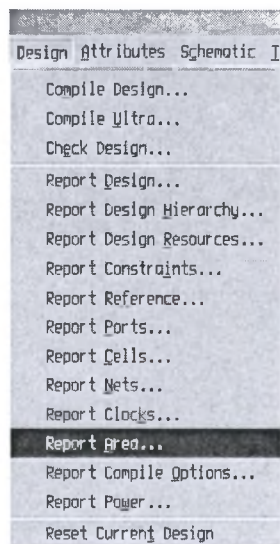 Design Attributes Schematic
Compile Design...
Compile Ultra...
Check Design...
Report Design...
Report Design Hierarchy...
Report Design Resources...
Report Constraints...
Report Reference...
Report Ports...
Report Cells...
Report Nets...
Report Clocks...
Report Area...
Report Compile Options...
Report Power...
Reset Current Design